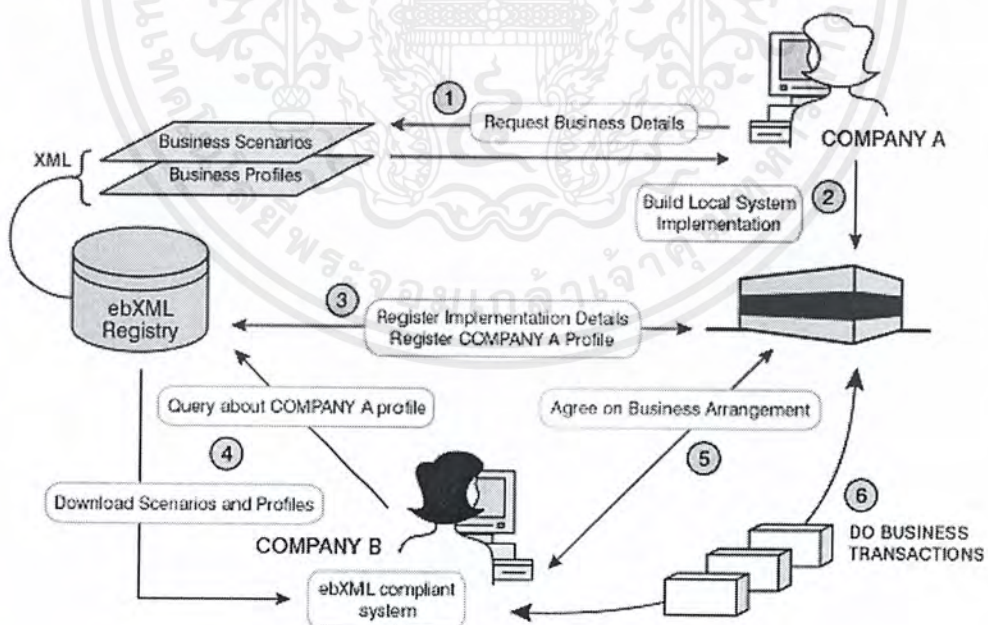 1
Request Business Details
COMPANY A
XML
Business Scenarios
Business Profiles
Build Local System
Implementation
2
ebXML
Registry
3
Register Implementatiion Details
Register COMPANY A Profile
Query about COMPANY A profile
Agree on Business Arrangement
4
5
Download Scenarios and Profiles
6
DO BUSINESS
TRANSACTIONS
COMPANY B
ebXML compliant
system